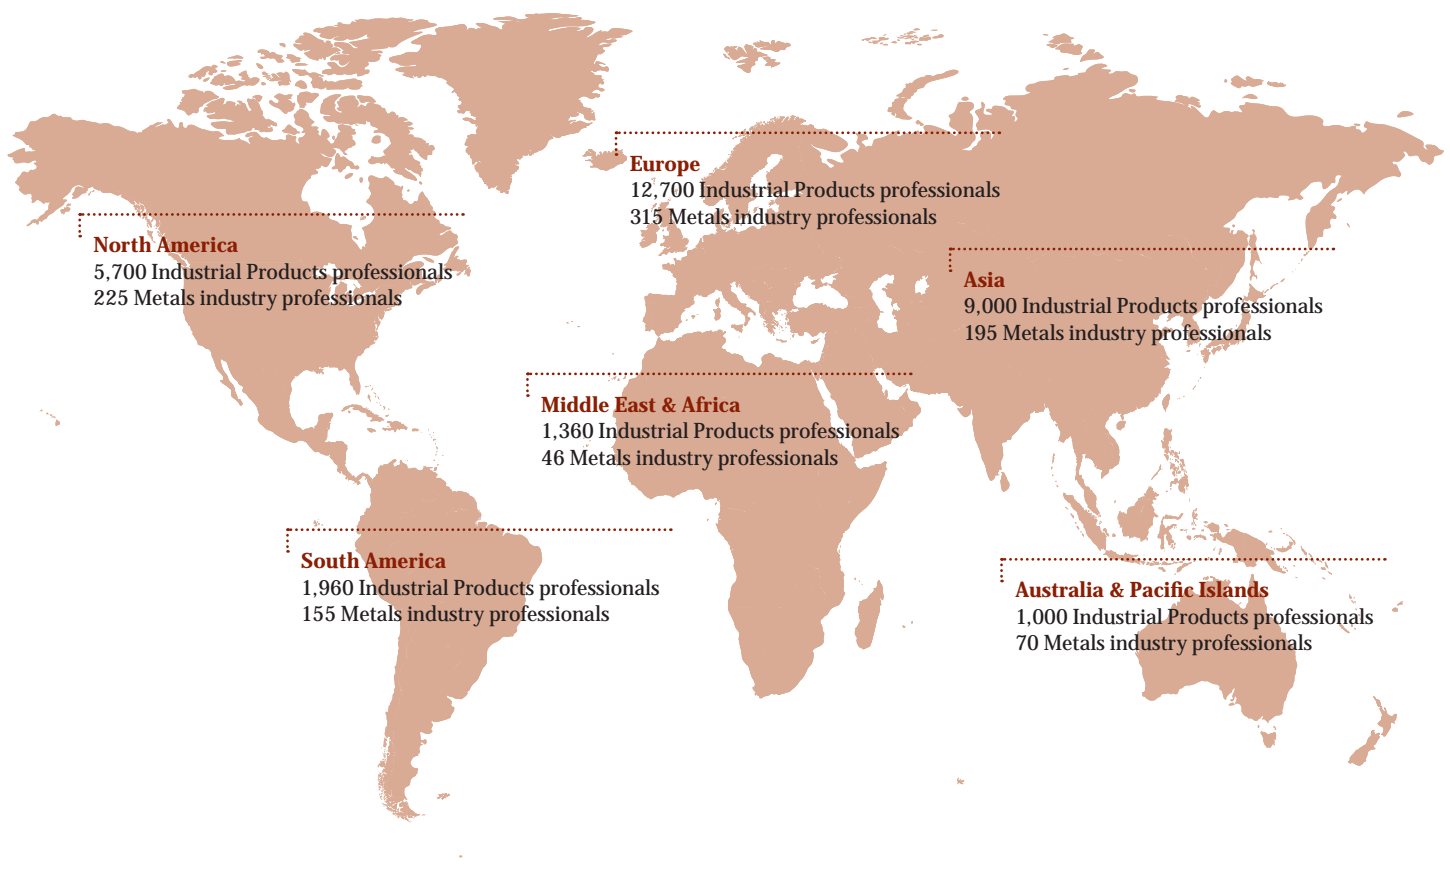 Europe
12,700 Industrial Products professionals
315 Metals industry professionals
North America
5,700 Industrial Products professionals
225 Metals industry professionals
Asia
9,000 Industrial Products professionals
195 Metals industry professionals
Middle East & Africa
1,360 Industrial Products professionals
46 Metals industry professionals
South America
1,960 Industrial Products professionals
155 Metals industry professionals
Australia & Pacific Islands
1,000 Industrial Products professionals
70 Metals industry professionals